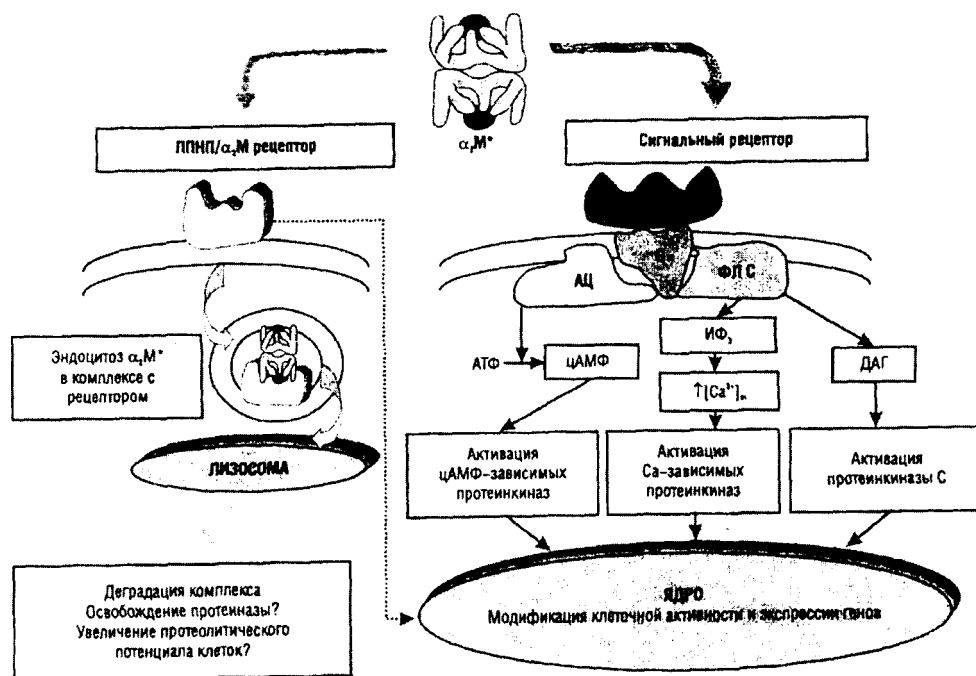 α₂M*
ЛПНП/α₂М рецептор
Сигнальный рецептор
АЦ
ФЛ С
Эндоцитоз α₂М*
в комплексе с
рецептором
ЛИЗОСОМА
АТФ
цАМФ
ИФ₃
↑[Ca²⁺]ᵢₙ
ДАГ
Активация
цАМФ–зависимых
протеинкиназ
Активация
Са–зависимых
протеинкиназ
Активация
протеинкиназы С
Деградация комплекса
Освобождение протеиназы?
Увеличение протеолитического
потенциала клеток?
ЯДРО
Модификация клеточной активности и экспрессии генов